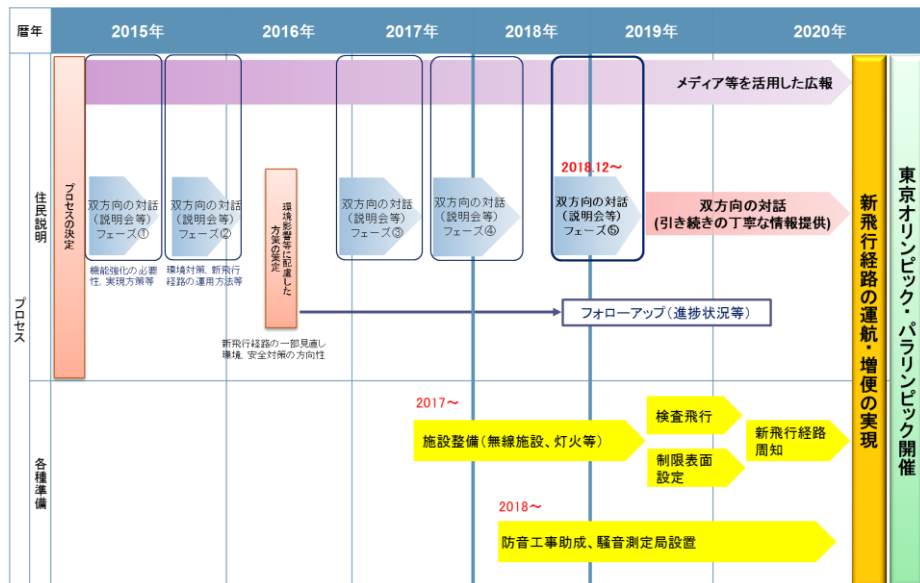 暦年
2015年
2016年
2017年
2018年
2019年
2020年
プロセス
住民説明
プロセスの決定
メディア等を活用した広報
双方向の対話
(説明会等)
フェーズ①
機能強化の必要
性、実現方策等
双方向の対話
(説明会等)
フェーズ②
環境対策、新飛行
経路の運用方法等
環境影響等に配慮した
方策の策定
新飛行経路の一部見直し
環境、安全対策の方向性
双方向の対話
(説明会等)
フェーズ③
双方向の対話
(説明会等)
フェーズ④
2018.12～
双方向の対話
(説明会等)
フェーズ⑤
双方向の対話
(引き続きの丁寧な情報提供)
フォローアップ(進捗状況等)
各種準備
2017～
施設整備(無線施設、灯火等)
検査飛行
制限表面
設定
新飛行経路
周知
2018～
防音工事助成、騒音測定局設置
新飛行経路の運航・増便の実現
東京オリンピック・パラリンピック開催